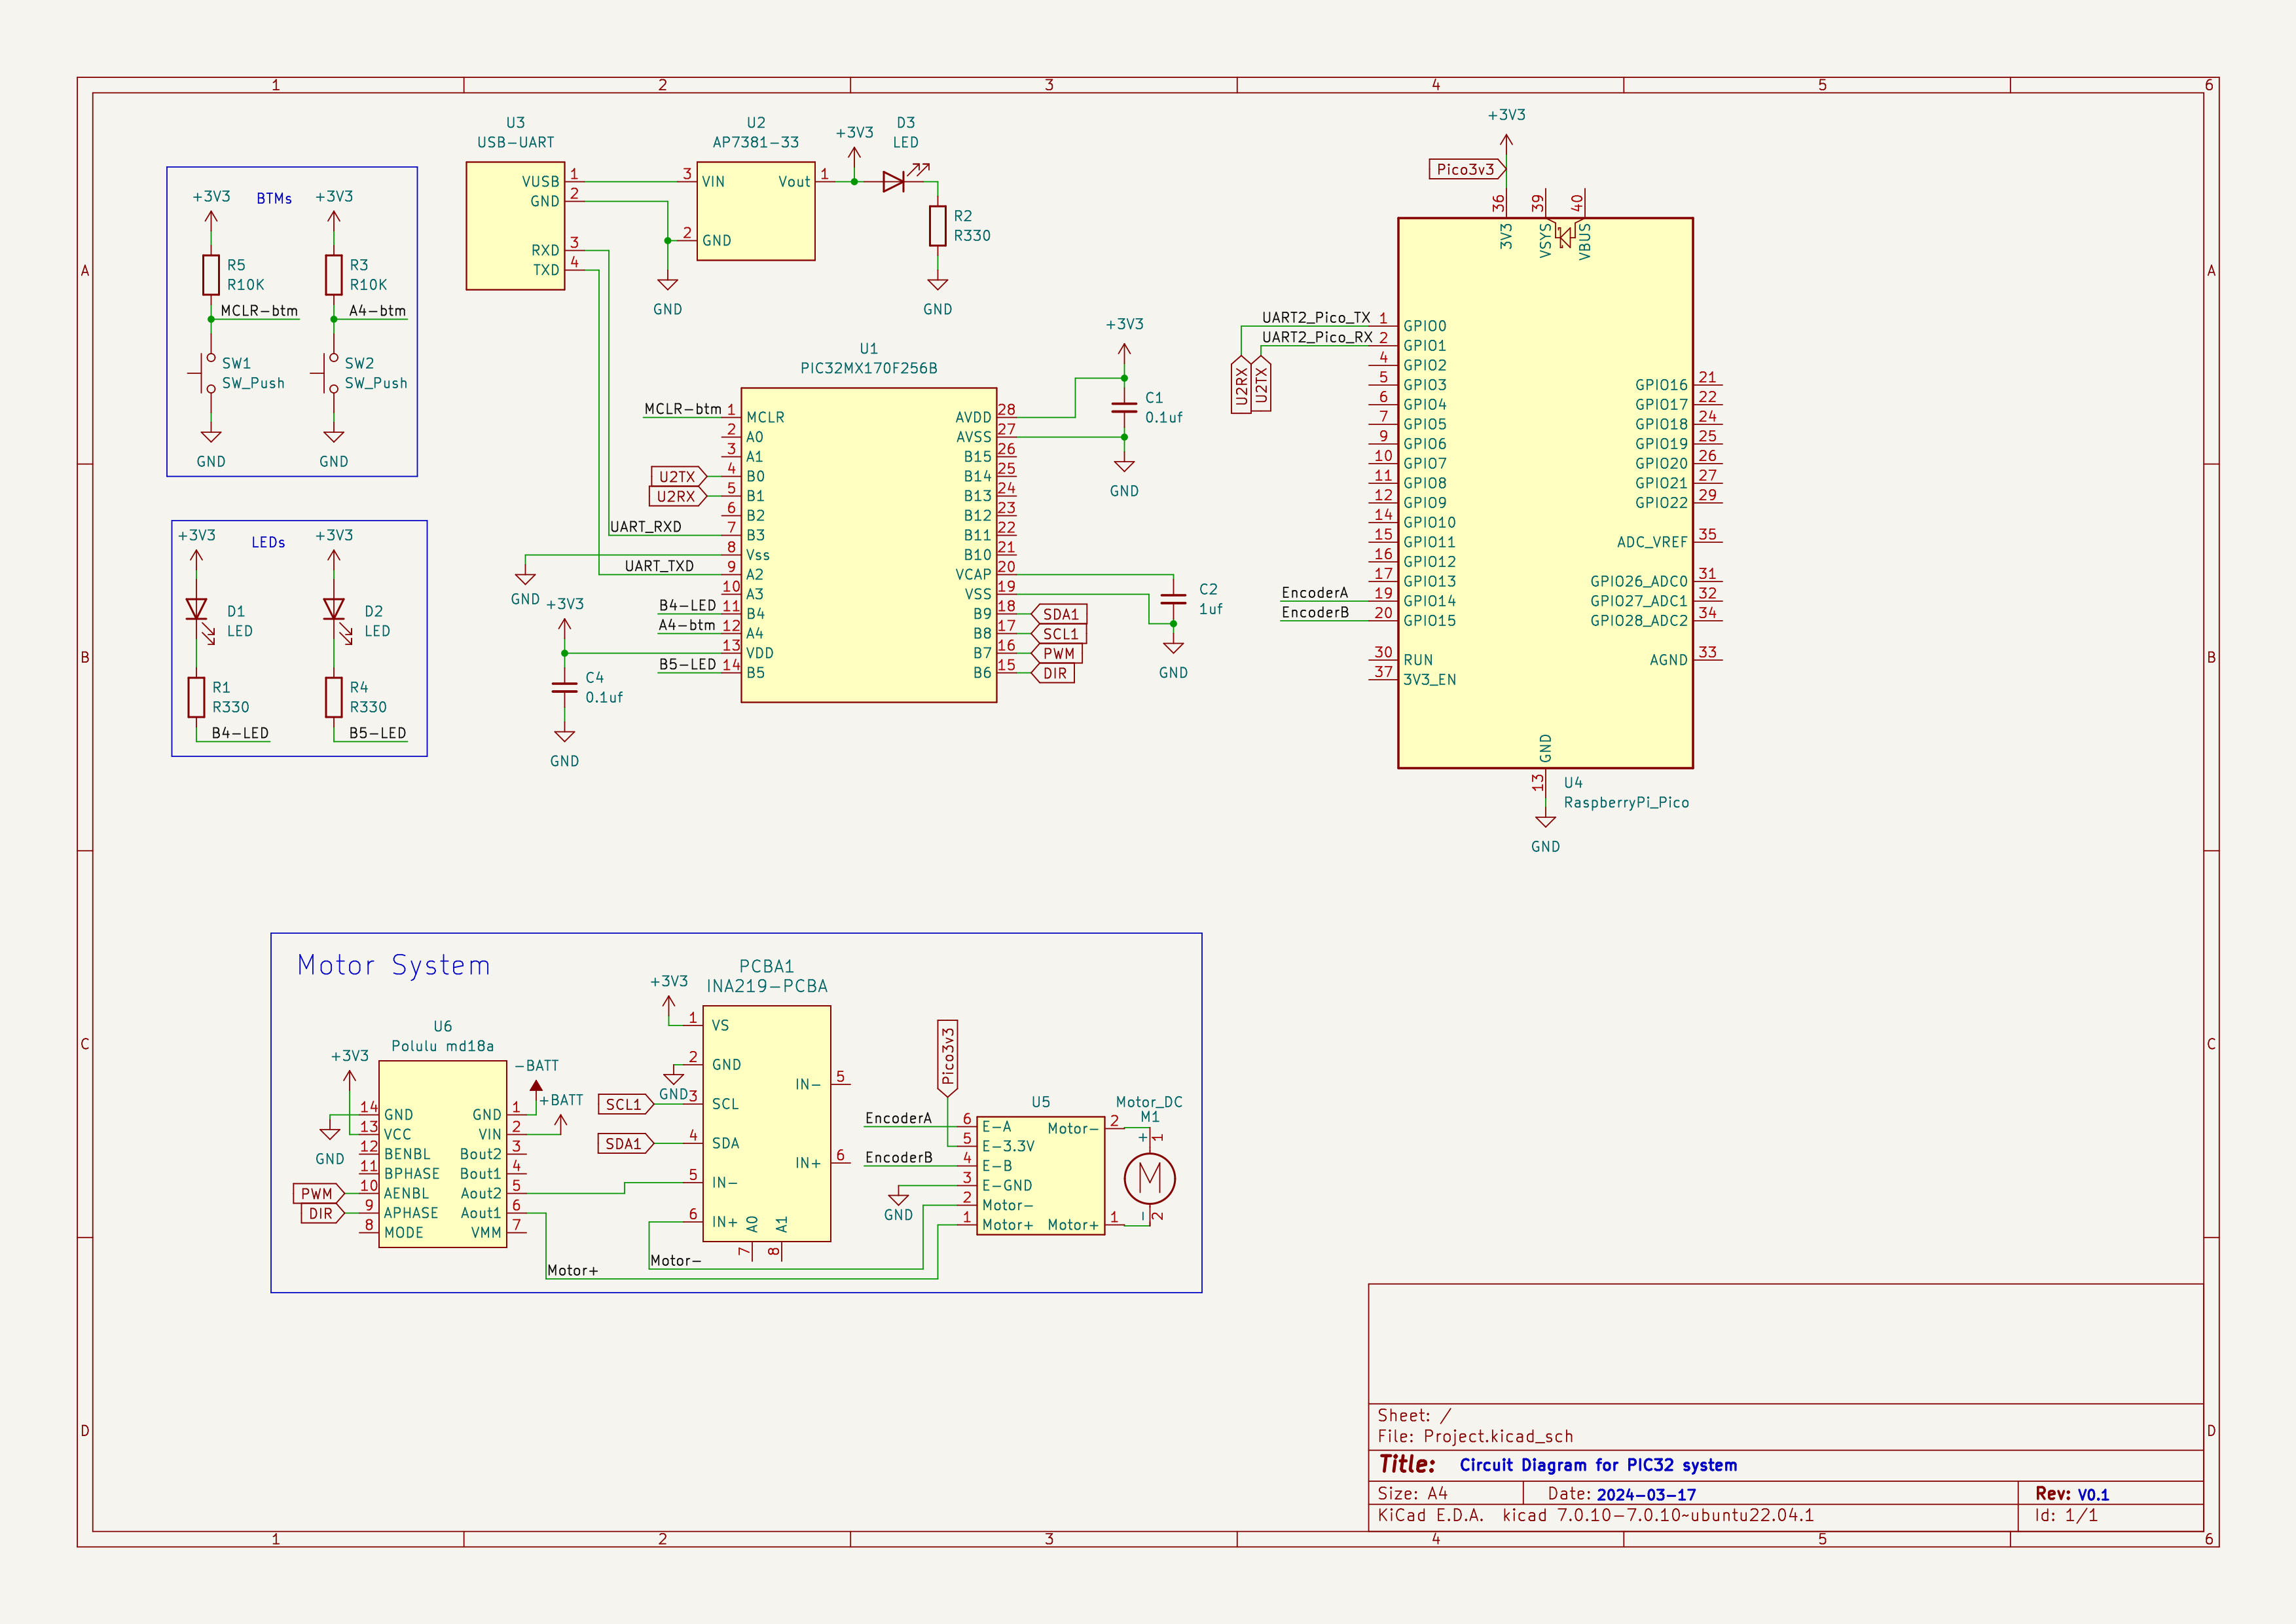 1 2 3 4 5 6
A
B
C
D
BTMs
+3V3
+3V3
R5
R10K
R3
R10K
MCLR-btm
A4-btm
SW1
SW_Push
SW2
SW_Push
GND
GND
LEDs
+3V3
+3V3
D1
LED
D2
LED
R1
R330
R4
R330
B4-LED
B5-LED
U3
USB-UART
VUSB 1
GND 2
RXD 3
TXD 4
U2
AP7381-33
3 VIN
Vout 1
2 GND
GND
+3V3
D3
LED
R2
R330
GND
U1
PIC32MX170F256B
MCLR-btm 1 MCLR
2 A0
3 A1
U2TX 4 B0
U2RX 5 B1
6 B2
UART_RXD 7 B3
8 Vss
UART_TXD 9 A2
10 A3
B4-LED 11 B4
A4-btm 12 A4
13 VDD
B5-LED 14 B5
AVDD 28
AVSS 27
B15 26
B14 25
B13 24
B12 23
B11 22
B10 21
VCAP 20
VSS 19
B9 18 SDA1
B8 17 SCL1
B7 16 PWM
B6 15 DIR
GND
+3V3
C4
0.1uf
GND
+3V3
C1
0.1uf
GND
C2
1uf
GND
+3V3
Pico3v3
36 39 40
3V3 VSYS VBUS
UART2_Pico_TX 1 GPIO0
UART2_Pico_RX 2 GPIO1
U2RX
U2TX
4 GPIO2
5 GPIO3
6 GPIO4
7 GPIO5
9 GPIO6
10 GPIO7
11 GPIO8
12 GPIO9
14 GPIO10
15 GPIO11
16 GPIO12
17 GPIO13
EncoderA 19 GPIO14
EncoderB 20 GPIO15
30 RUN
37 3V3_EN
GPIO16 21
GPIO17 22
GPIO18 24
GPIO19 25
GPIO20 26
GPIO21 27
GPIO22 29
ADC_VREF 35
GPIO26_ADC0 31
GPIO27_ADC1 32
GPIO28_ADC2 34
AGND 33
GND
13
U4
RaspberryPi_Pico
GND
Motor System
U6
Polulu md18a
+3V3
-BATT
+BATT
14 GND
13 VCC
12 BENBL
11 BPHASE
PWM 10 AENBL
DIR 9 APHASE
8 MODE
GND 1
VIN 2
Bout2 3
Bout1 4
Aout2 5
Aout1 6
VMM 7
GND
PCBA1
INA219-PCBA
+3V3
1 VS
2 GND
GND
SCL1 3 SCL
SDA1 4 SDA
5 IN-
6 IN+
IN- 5
IN+ 6
A0 A1
7 8
Motor+
Motor-
Pico3v3
U5
EncoderA 6 E-A
5 E-3.3V
EncoderB 4 E-B
3 E-GND
2 Motor-
1 Motor+
Motor- 2
Motor+ 1
GND
Motor_DC
M1
+ 1
M
- 2
Sheet: /
File: Project.kicad_sch
Title: Circuit Diagram for PIC32 system
Size: A4 Date: 2024-03-17 Rev: V0.1
KiCad E.D.A. kicad 7.0.10-7.0.10~ubuntu22.04.1 Id: 1/1
A
B
C
D
1 2 3 4 5 6